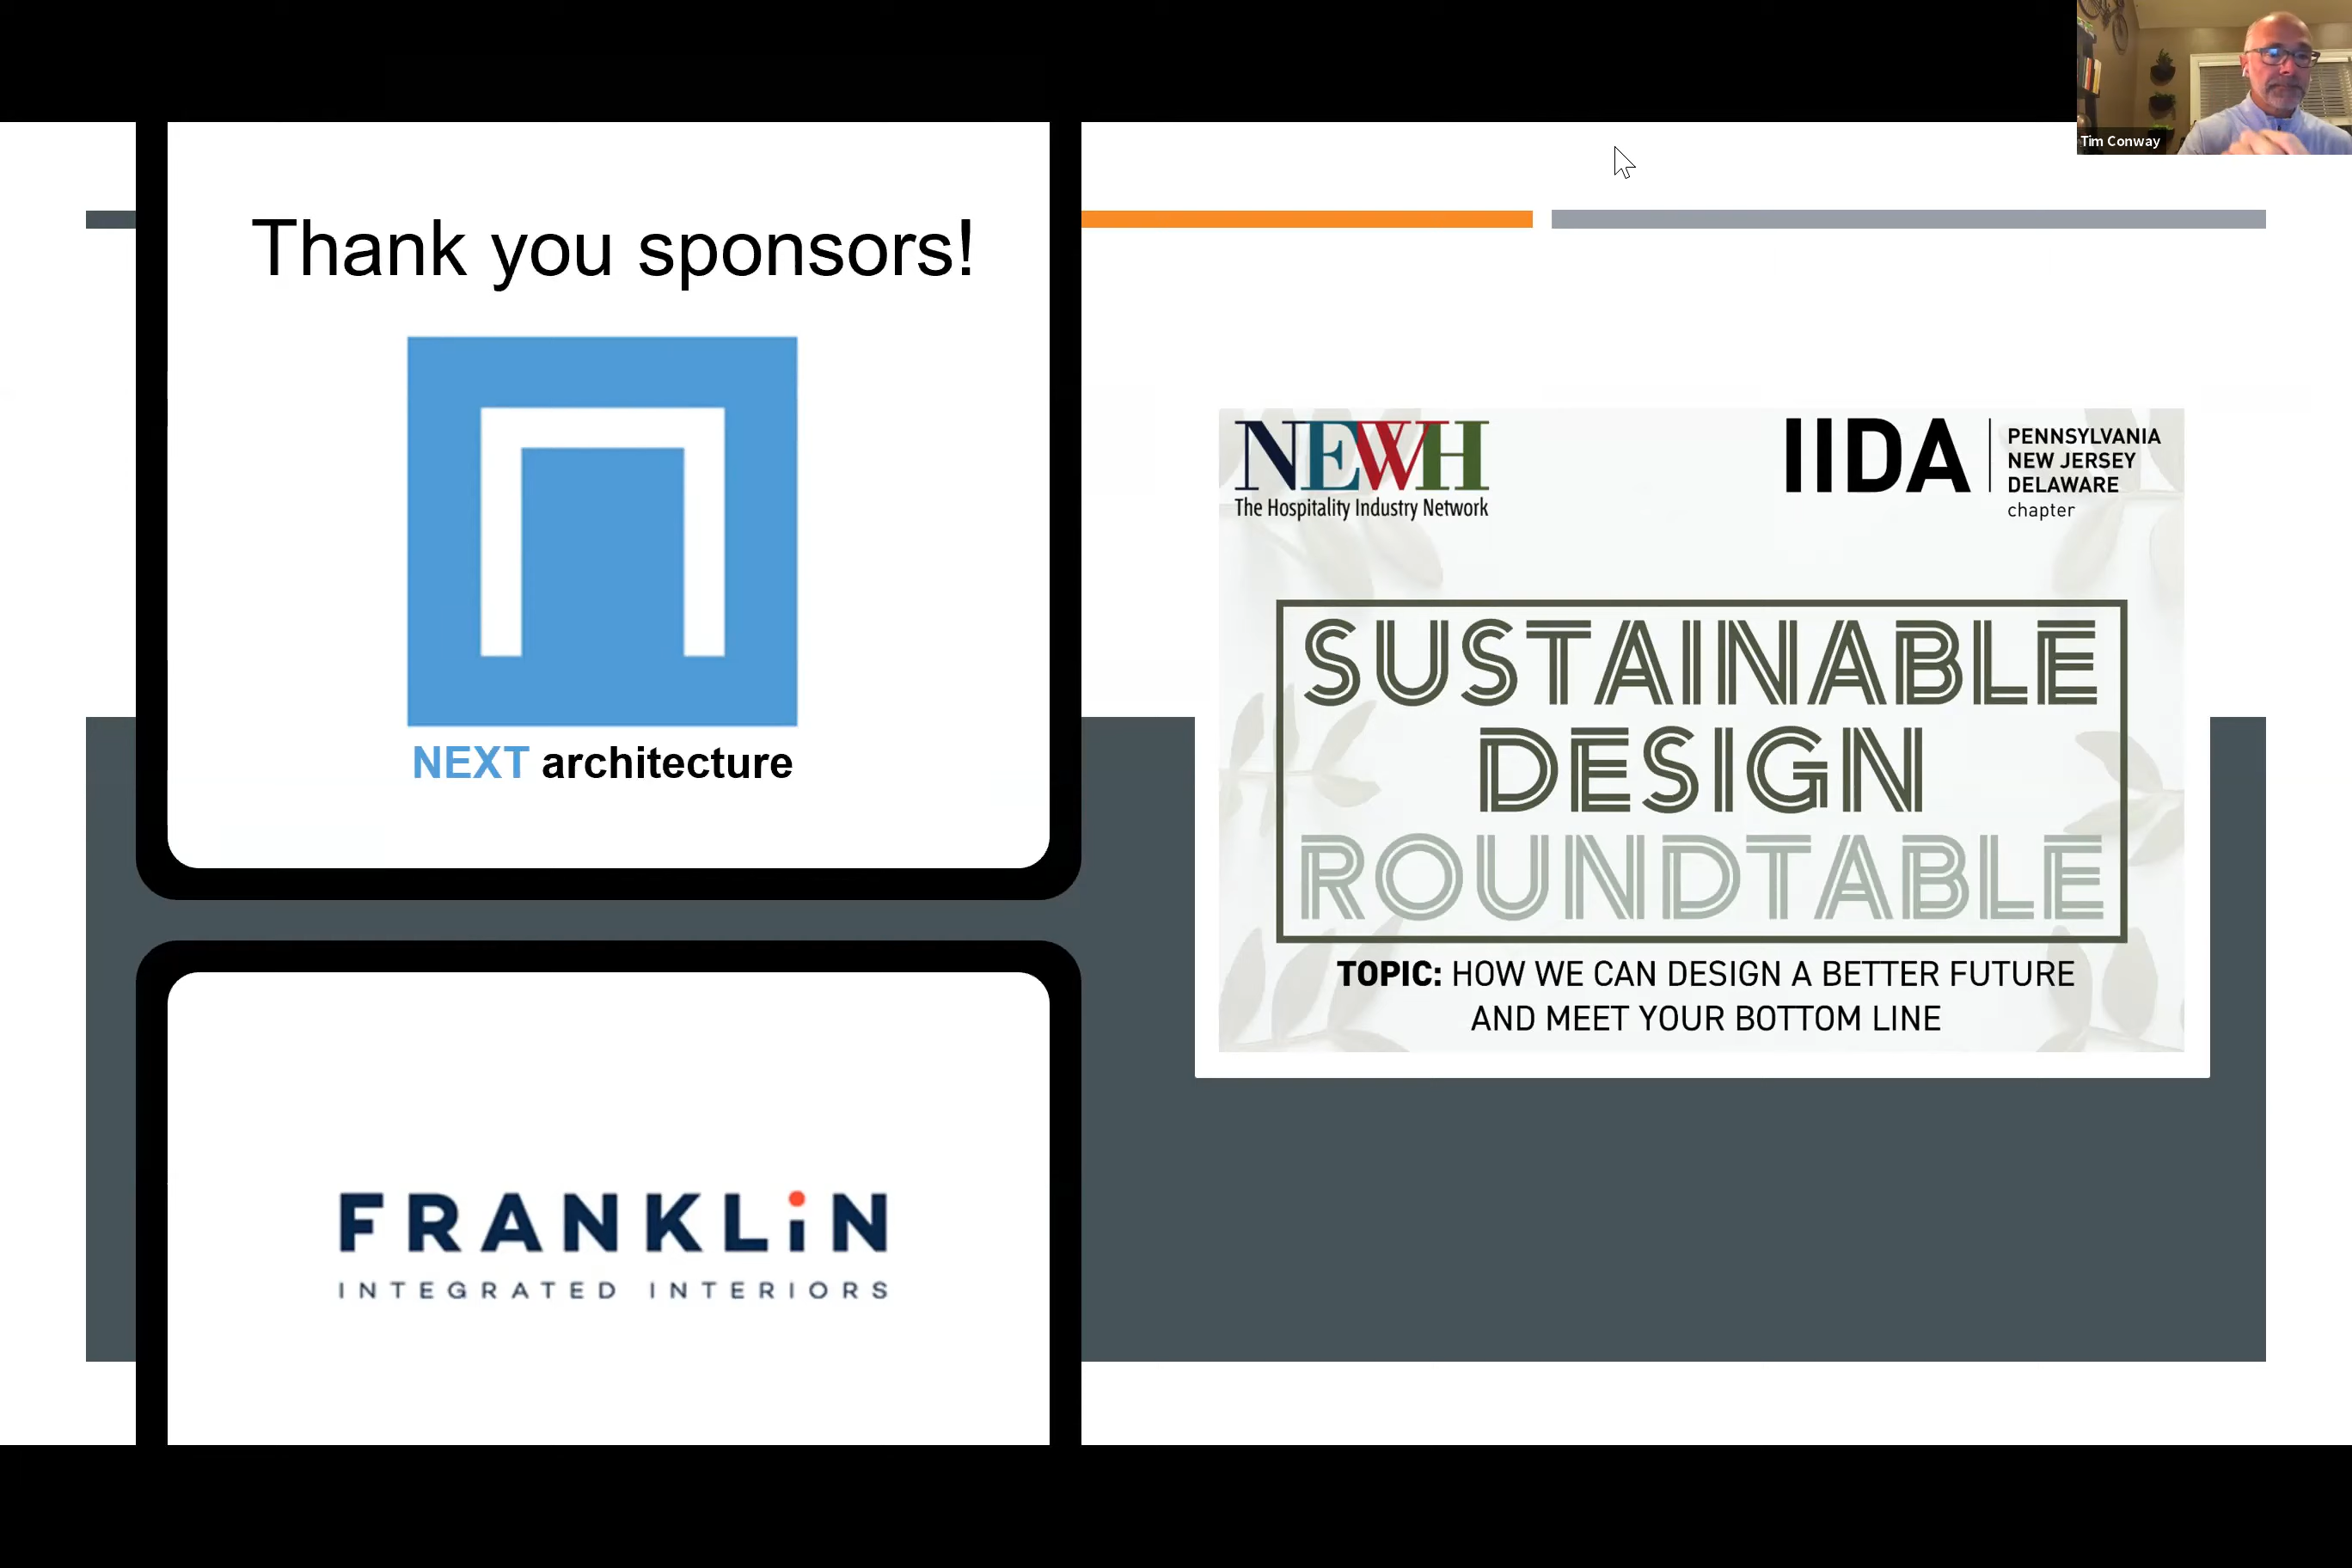 Tim Conway
Thank you sponsors!
NEXT architecture
FRANKLiN
INTEGRATED INTERIORS
NEWH
The Hospitality Industry Network
IIDA
PENNSYLVANIA
NEW JERSEY
DELAWARE
chapter
SUSTAINABLE
DESIGN
ROUNDTABLE
TOPIC: HOW WE CAN DESIGN A BETTER FUTURE
AND MEET YOUR BOTTOM LINE